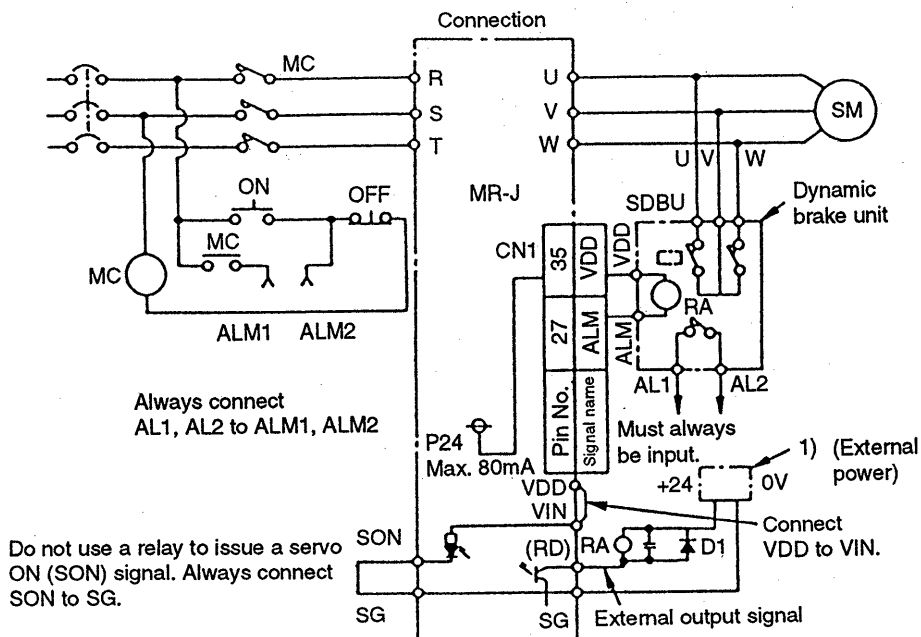 Connection
MC
R
S
T
U
V
W
SM
U V W
ON
OFF
MC
MC
MR-J
SDBU
Dynamic
brake unit
CN1
35
VDD
VDD
27
ALM
ALM
Pin No.
Signal name
RA
AL1
AL2
ALM1 ALM2
Always connect
AL1, AL2 to ALM1, ALM2
P24
Max. 80mA
Must always
be input.
1) (External
power)
+24
0V
VDD
VIN
Connect
VDD to VIN.
Do not use a relay to issue a servo
ON (SON) signal. Always connect
SON to SG.
SON
(RD)
RA
D1
SG
SG
External output signal